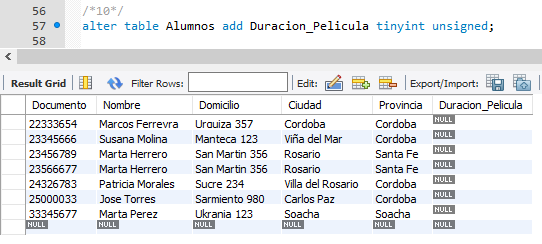 56 /*10*/
57 alter table Alumnos add Duracion_Pelicula tinyint unsigned;
58
Result Grid Filter Rows: Edit: Export/Import:
Documento Nombre Domicilio Ciudad Provincia Duracion_Pelicula
22333654 Marcos Ferreyra Urquiza 357 Cordoba Cordoba NULL
23345666 Susana Molina Manteca 123 Viña del Mar Cordoba NULL
23456789 Marta Herrero San Martin 356 Rosario Santa Fe NULL
23566677 Marta Herrero San Martin 356 Rosario Santa Fe NULL
24326783 Patricia Morales Sucre 234 Villa del Rosario Cordoba NULL
25000033 Jose Torres Sarmiento 980 Carlos Paz Cordoba NULL
33345677 Marta Perez Ukrania 123 Soacha Soacha NULL
NULL NULL NULL NULL NULL NULL